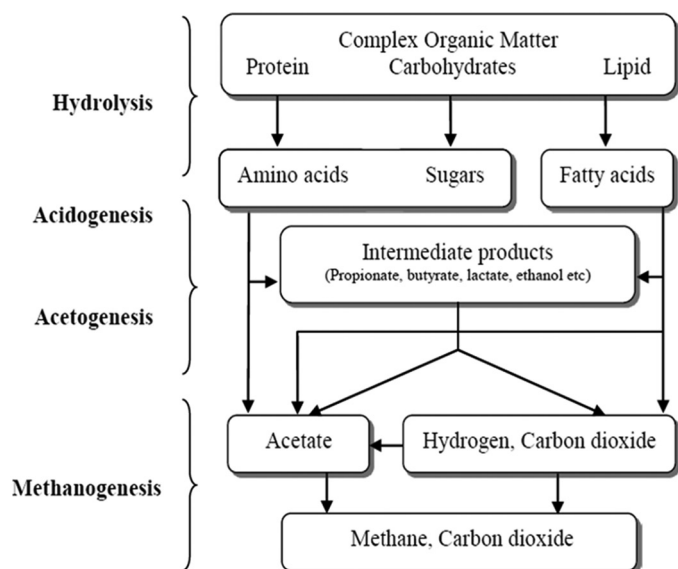 Complex Organic Matter
Protein Carbohydrates Lipid
Hydrolysis
Amino acids Sugars Fatty acids
Acidogenesis
Intermediate products
(Propionate, butyrate, lactate, ethanol etc)
Acetogenesis
Acetate Hydrogen, Carbon dioxide
Methanogenesis
Methane, Carbon dioxide